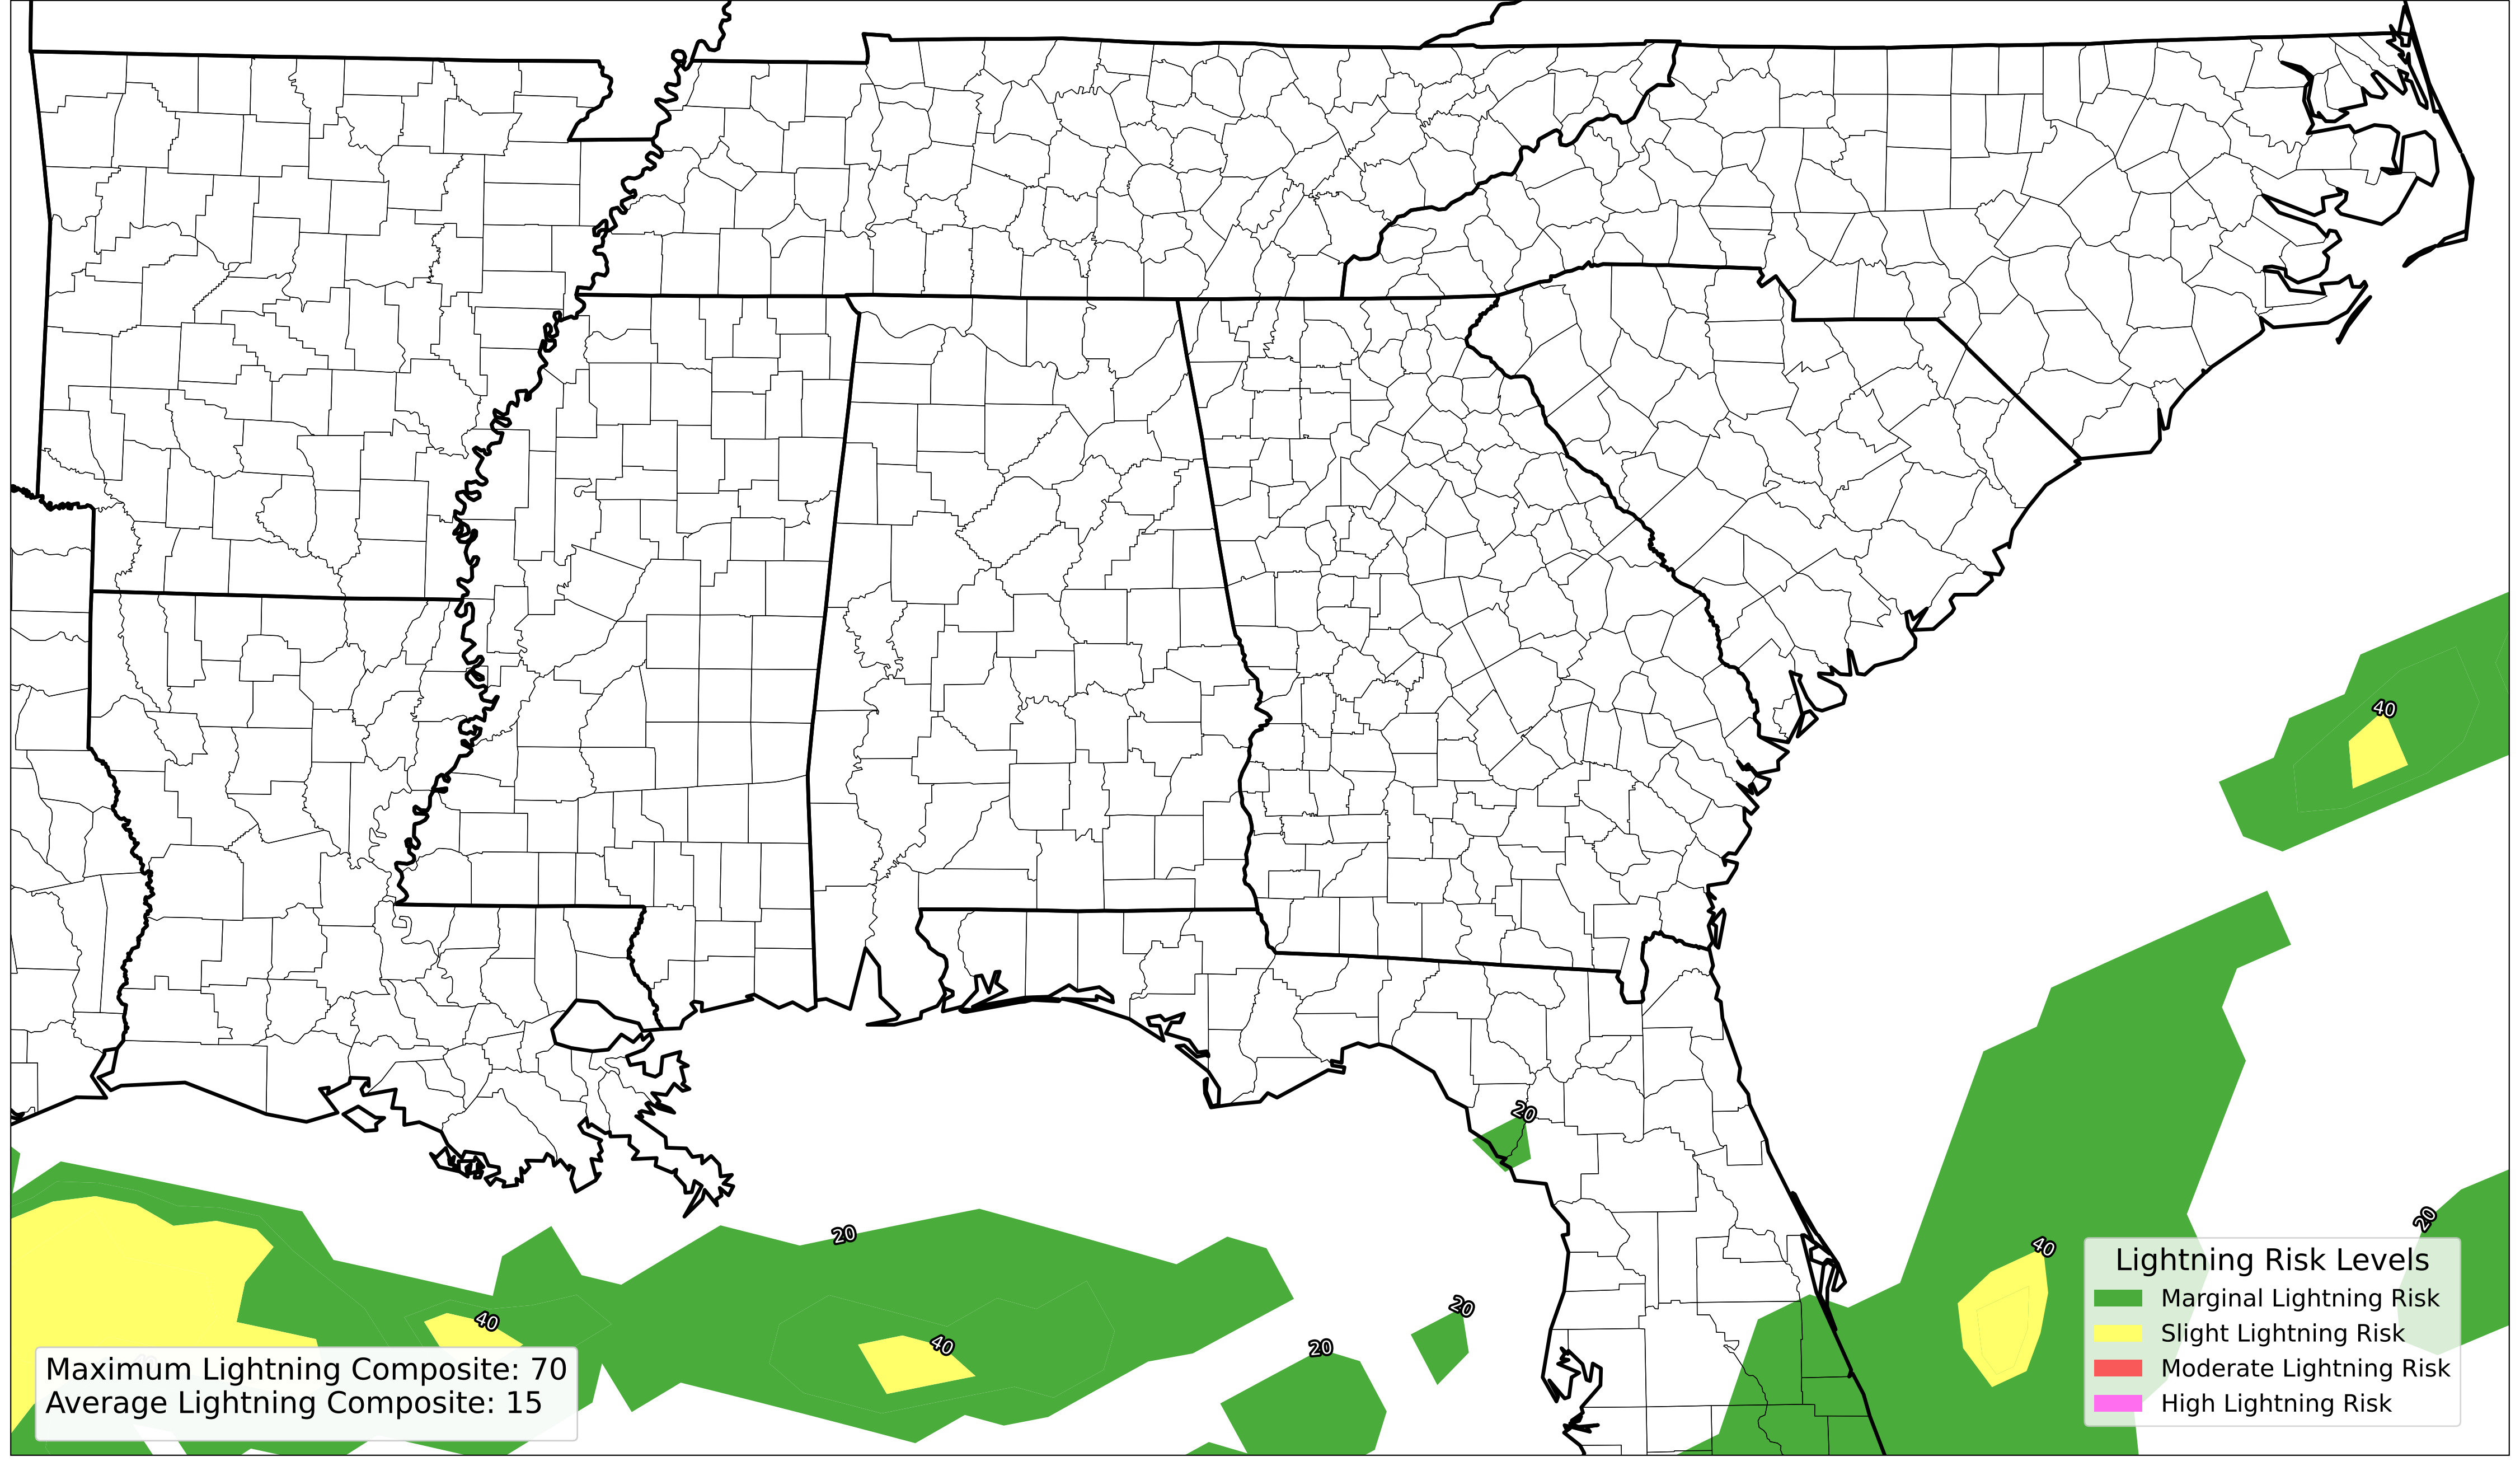 40
20
20
20
40
20
40
20
40
Lightning Risk Levels
Marginal Lightning Risk
Slight Lightning Risk
Moderate Lightning Risk
High Lightning Risk
Maximum Lightning Composite: 70
Average Lightning Composite: 15